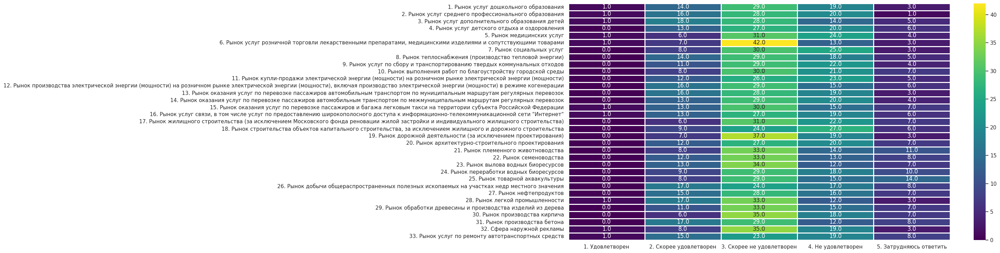 1. Рынок услуг дошкольного образования 1.0 14.0 29.0 19.0 3.0
2. Рынок услуг среднего профессионального образования 1.0 16.0 28.0 20.0 1.0
3. Рынок услуг дополнительного образования детей 1.0 18.0 28.0 14.0 5.0
4. Рынок услуг детского отдыха и оздоровления 0.0 13.0 27.0 20.0 6.0
5. Рынок медицинских услуг 1.0 6.0 31.0 24.0 4.0
6. Рынок услуг розничной торговли лекарственными препаратами, медицинскими изделиями и сопутствующими товарами 1.0 7.0 42.0 13.0 3.0
7. Рынок социальных услуг 0.0 8.0 30.0 25.0 3.0
8. Рынок теплоснабжения (производство тепловой энергии) 0.0 14.0 29.0 18.0 5.0
9. Рынок услуг по сбору и транспортированию твердых коммунальных отходов 0.0 11.0 29.0 22.0 4.0
10. Рынок выполнения работ по благоустройству городской среды 0.0 8.0 30.0 21.0 7.0
11. Рынок купли-продажи электрической энергии (мощности) на розничном рынке электрической энергии (мощности) 0.0 12.0 26.0 23.0 5.0
12. Рынок производства электрической энергии (мощности) на розничном рынке электрической энергии (мощности), включая производство электрической энергии (мощности) в режиме когенерации 0.0 16.0 29.0 15.0 6.0
13. Рынок оказания услуг по перевозке пассажиров автомобильным транспортом по муниципальным маршрутам регулярных перевозок 0.0 16.0 28.0 19.0 3.0
14. Рынок оказания услуг по перевозке пассажиров автомобильным транспортом по межмуниципальным маршрутам регулярных перевозок 0.0 13.0 29.0 20.0 4.0
15. Рынок оказания услуг по перевозке пассажиров и багажа легковым такси на территории субъекта Российской Федерации 1.0 13.0 30.0 15.0 7.0
16. Рынок услуг связи, в том числе услуг по предоставлению широкополосного доступа к информационно-телекоммуникационной сети "Интернет" 1.0 13.0 27.0 19.0 6.0
17. Рынок жилищного строительства (за исключением Московского фонда реновации жилой застройки и индивидуального жилищного строительства) 0.0 6.0 31.0 22.0 7.0
18. Рынок строительства объектов капитального строительства, за исключением жилищного и дорожного строительства 0.0 9.0 24.0 27.0 6.0
19. Рынок дорожной деятельности (за исключением проектирования) 0.0 7.0 37.0 19.0 3.0
20. Рынок архитектурно-строительного проектирования 0.0 12.0 27.0 20.0 7.0
21. Рынок племенного животноводства 0.0 8.0 33.0 14.0 11.0
22. Рынок семеноводства 0.0 12.0 33.0 13.0 8.0
23. Рынок вылова водных биоресурсов 0.0 13.0 34.0 12.0 7.0
24. Рынок переработки водных биоресурсов 0.0 9.0 29.0 18.0 10.0
25. Рынок товарной аквакультуры 0.0 8.0 29.0 15.0 14.0
26. Рынок добычи общераспространенных полезных ископаемых на участках недр местного значения 0.0 17.0 24.0 17.0 8.0
27. Рынок нефтепродуктов 0.0 15.0 28.0 16.0 7.0
28. Рынок легкой промышленности 1.0 17.0 33.0 12.0 3.0
29. Рынок обработки древесины и производства изделий из дерева 0.0 11.0 33.0 15.0 7.0
30. Рынок производства кирпича 0.0 6.0 35.0 18.0 7.0
31. Рынок производства бетона 0.0 17.0 29.0 12.0 8.0
32. Сфера наружной рекламы 1.0 8.0 35.0 19.0 3.0
33. Рынок услуг по ремонту автотранспортных средств 1.0 15.0 23.0 19.0 8.0
1. Удовлетворен 2. Скорее удовлетворен 3. Скорее не удовлетворен 4. Не удовлетворен 5. Затрудняюсь ответить
40
35
30
25
20
15
10
5
0